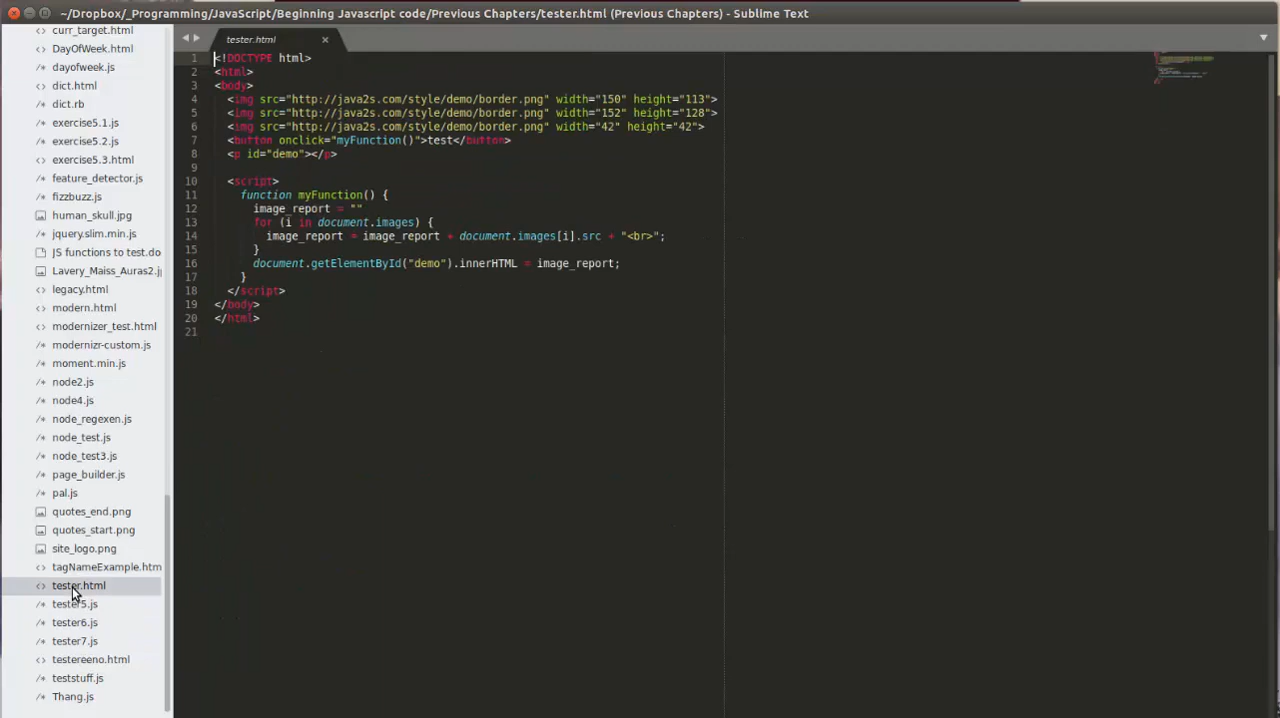 ~/Dropbox/_Programming/JavaScript/Beginning Javascript code/Previous Chapters/tester.html (Previous Chapters) - Sublime Text
curr_target.html
DayOfWeek.html
dayofweek.js
dict.html
dict.rb
exercise5.1.js
exercise5.2.js
exercise5.3.html
feature_detector.js
fizzbuzz.js
human_skull.jpg
jquery.slim.min.js
JS functions to test.do
Lavery_Maiss_Auras2.j
legacy.html
modern.html
modernizer_test.html
modernizr-custom.js
moment.min.js
node2.js
node4.js
node_regexen.js
node_test.js
node_test3.js
page_builder.js
pal.js
quotes_end.png
quotes_start.png
site_logo.png
tagNameExample.htm
tester.html
tester5.js
tester6.js
tester7.js
testereeno.html
teststuff.js
Thang.js
tester.html
1 <!DOCTYPE html>
2 <html>
3 <body>
4 <img src="http://java2s.com/style/demo/border.png" width="150" height="113">
5 <img src="http://java2s.com/style/demo/border.png" width="152" height="128">
6 <img src="http://java2s.com/style/demo/border.png" width="42" height="42">
7 <button onclick="myFunction()">test</button>
8 <p id="demo"></p>
9
10 <script>
11 function myFunction() {
12 image_report = ""
13 for (i in document.images) {
14 image_report = image_report + document.images[i].src + "<br>";
15 }
16 document.getElementById("demo").innerHTML = image_report;
17 }
18 </script>
19 </body>
20 </html>
21